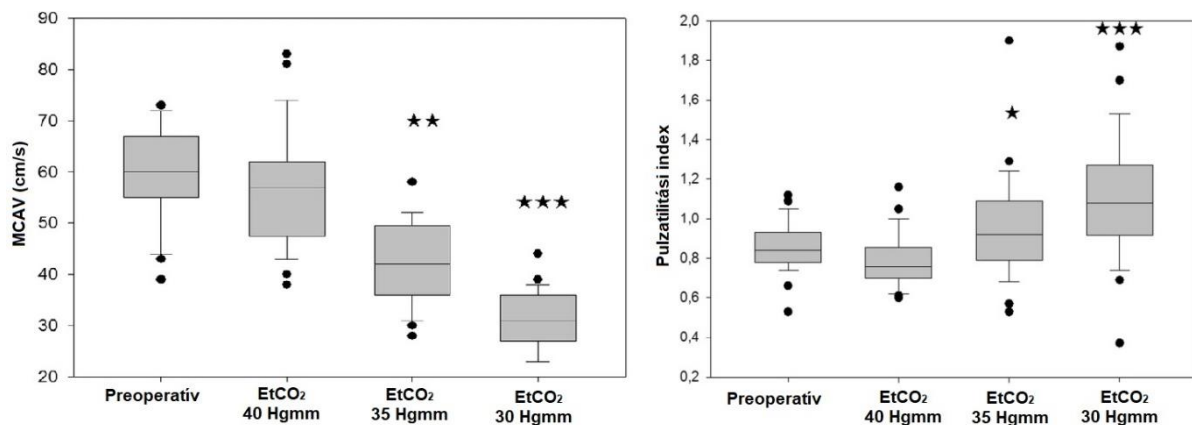 MCAV (cm/s)
90
80
70
60
50
40
30
20
★★
★★★
Preoperatív
EtCO₂
40 Hgmm
EtCO₂
35 Hgmm
EtCO₂
30 Hgmm
Pulzatilitási index
2,0
1,8
1,6
1,4
1,2
1,0
0,8
0,6
0,4
0,2
★
★★★
Preoperatív
EtCO₂
40 Hgmm
EtCO₂
35 Hgmm
EtCO₂
30 Hgmm